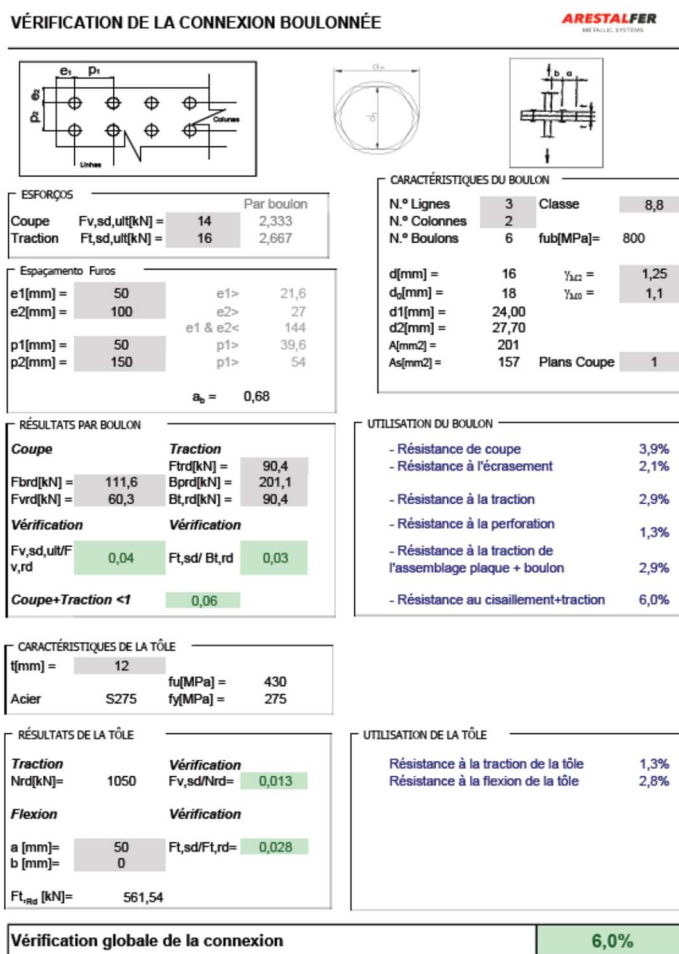 VÉRIFICATION DE LA CONNEXION BOULONNÉE
ARESTALFER
METALLIC SYSTEMS
e1 p1
e2
p2
Colunas
Linhas
b a
ESFORÇOS
Par boulon
Coupe Fv,sd,ult[kN] = 14 2,333
Traction Ft,sd,ult[kN] = 16 2,667
CARACTÉRISTIQUES DU BOULON
N.º Lignes 3 Classe 8,8
N.º Colonnes 2
N.º Boulons 6 fub[MPa]= 800
d[mm] = 16 γM2 = 1,25
d0[mm] = 18 γM0 = 1,1
d1[mm] = 24,00
d2[mm] = 27,70
A[mm2] = 201
As[mm2] = 157 Plans Coupe 1
Espaçamento Furos
e1[mm] = 50 e1> 21,6
e2[mm] = 100 e2> 27
e1 & e2< 144
p1[mm] = 50 p1> 39,6
p2[mm] = 150 p1> 54
ab = 0,68
RÉSULTATS PAR BOULON
Coupe Traction
Ftrd[kN] = 90,4
Fbrd[kN] = 111,6 Bprd[kN] = 201,1
Fvrd[kN] = 60,3 Bt,rd[kN] = 90,4
Vérification Vérification
Fv,sd,ult/F
v,rd 0,04 Ft,sd/ Bt,rd 0,03
Coupe+Traction <1 0,06
UTILISATION DU BOULON
- Résistance de coupe 3,9%
- Résistance à l'écrasement 2,1%
- Résistance à la traction 2,9%
- Résistance à la perforation 1,3%
- Résistance à la traction de
l'assemblage plaque + boulon 2,9%
- Résistance au cisaillement+traction 6,0%
CARACTÉRISTIQUES DE LA TÔLE
t[mm] = 12
fu[MPa] = 430
Acier S275 fy[MPa] = 275
RÉSULTATS DE LA TÔLE
Traction Vérification
Nrd[kN]= 1050 Fv,sd/Nrd= 0,013
Flexion Vérification
a [mm]= 50 Ft,sd/Ft,rd= 0,028
b [mm]= 0
Ft,Rd [kN]= 561,54
UTILISATION DE LA TÔLE
Résistance à la traction de la tôle 1,3%
Résistance à la flexion de la tôle 2,8%
Vérification globale de la connexion 6,0%